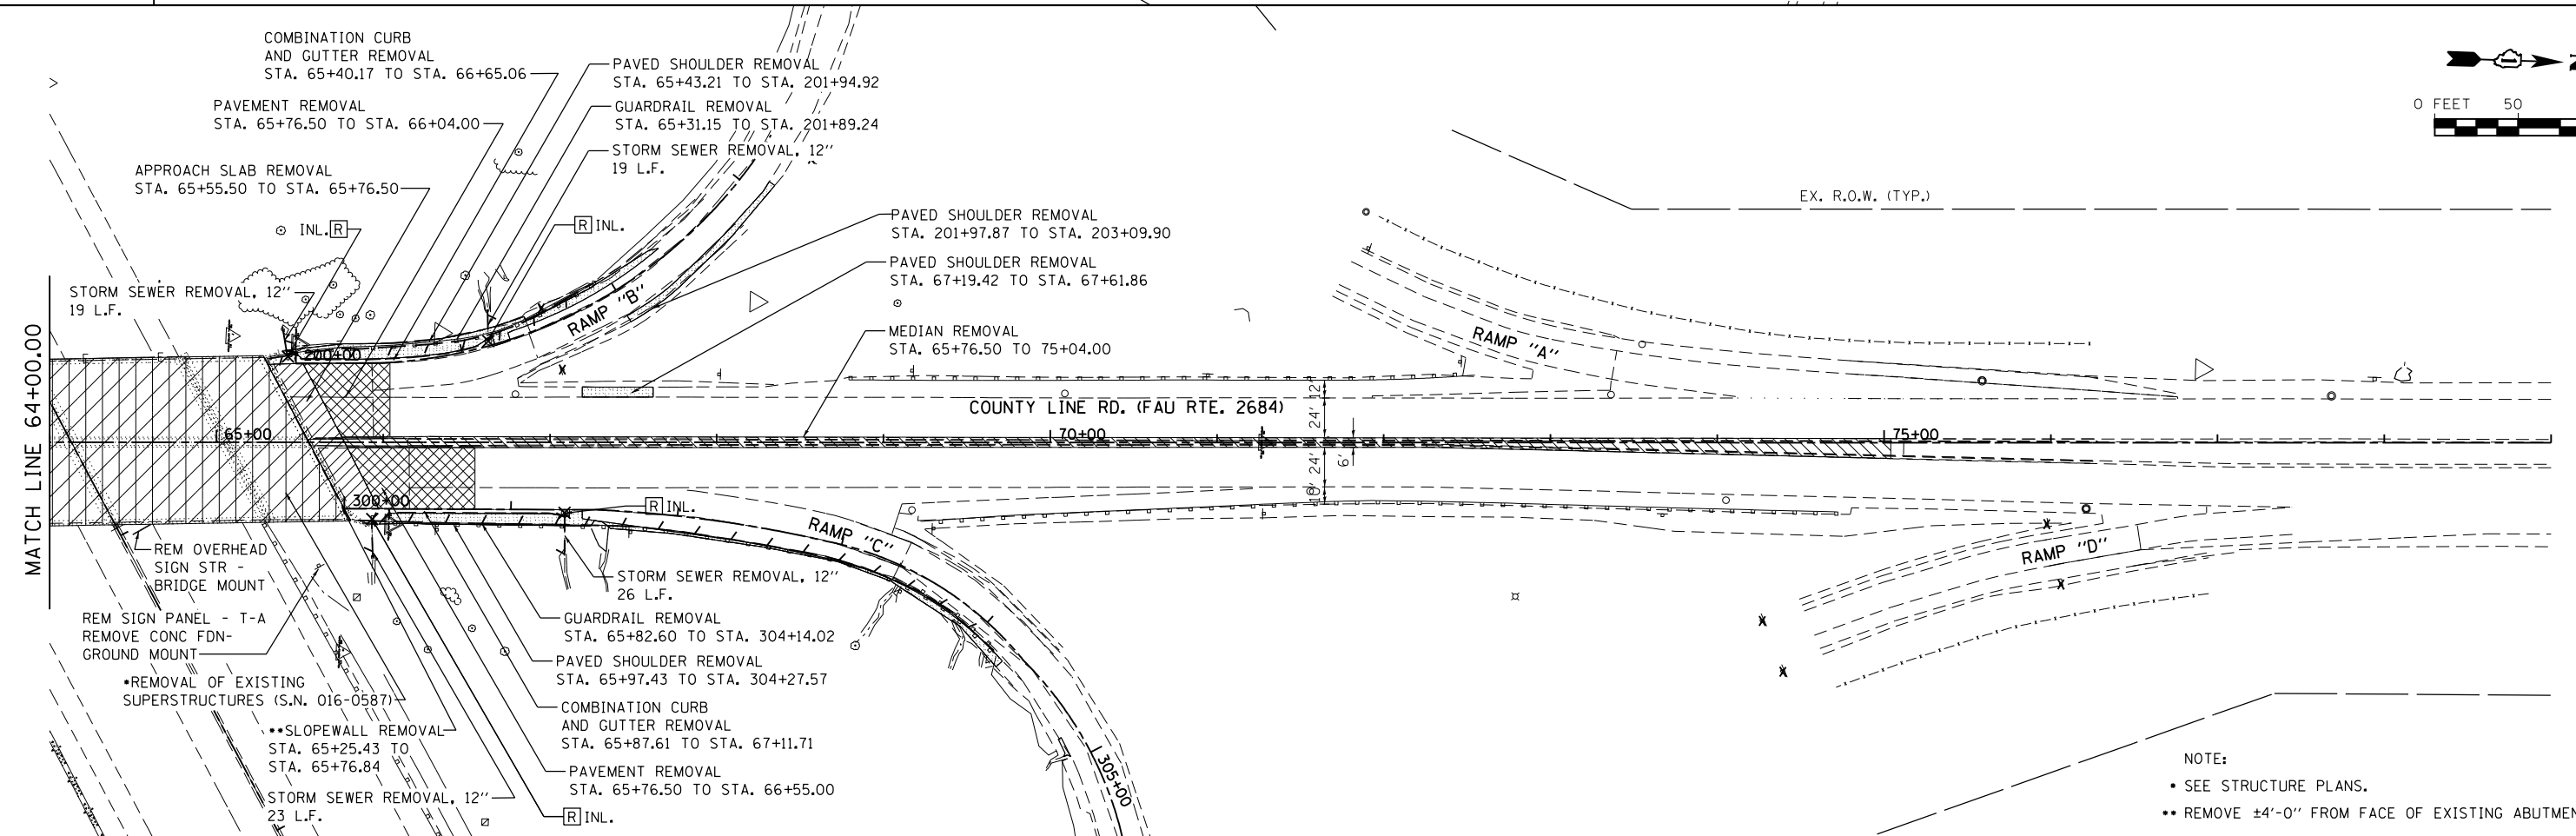 COMBINATION CURB
AND GUTTER REMOVAL
STA. 65+40.17 TO STA. 66+65.06
PAVEMENT REMOVAL
STA. 65+76.50 TO STA. 66+04.00
APPROACH SLAB REMOVAL
STA. 65+55.50 TO STA. 65+76.50
INL. R
STORM SEWER REMOVAL, 12"
19 L.F.
PAVED SHOULDER REMOVAL
STA. 65+43.21 TO STA. 201+94.92
GUARDRAIL REMOVAL
STA. 65+31.15 TO STA. 201+89.24
STORM SEWER REMOVAL, 12"
19 L.F.
R INL.
PAVED SHOULDER REMOVAL
STA. 201+97.87 TO STA. 203+09.90
PAVED SHOULDER REMOVAL
STA. 67+19.42 TO STA. 67+61.86
MEDIAN REMOVAL
STA. 65+76.50 TO 75+04.00
0 FEET 50
EX. R.O.W. (TYP.)
RAMP "B"
RAMP "A"
MATCH LINE 64+00.00
200+00
COUNTY LINE RD. (FAU RTE. 2684)
12'
24'
65+00
70+00
75+00
24'
6'
10'
300+00
R INL.
RAMP "C"
RAMP "D"
REM OVERHEAD
SIGN STR -
BRIDGE MOUNT
REM SIGN PANEL - T-A
REMOVE CONC FDN-
GROUND MOUNT
*REMOVAL OF EXISTING
SUPERSTRUCTURES (S.N. 016-0587)
**SLOPEWALL REMOVAL
STA. 65+25.43 TO
STA. 65+76.84
STORM SEWER REMOVAL, 12"
23 L.F.
STORM SEWER REMOVAL, 12"
26 L.F.
GUARDRAIL REMOVAL
STA. 65+82.60 TO STA. 304+14.02
PAVED SHOULDER REMOVAL
STA. 65+97.43 TO STA. 304+27.57
COMBINATION CURB
AND GUTTER REMOVAL
STA. 65+87.61 TO STA. 67+11.71
PAVEMENT REMOVAL
STA. 65+76.50 TO STA. 66+55.00
R INL.
305+00
NOTE:
* SEE STRUCTURE PLANS.
** REMOVE ±4'-0" FROM FACE OF EXISTING